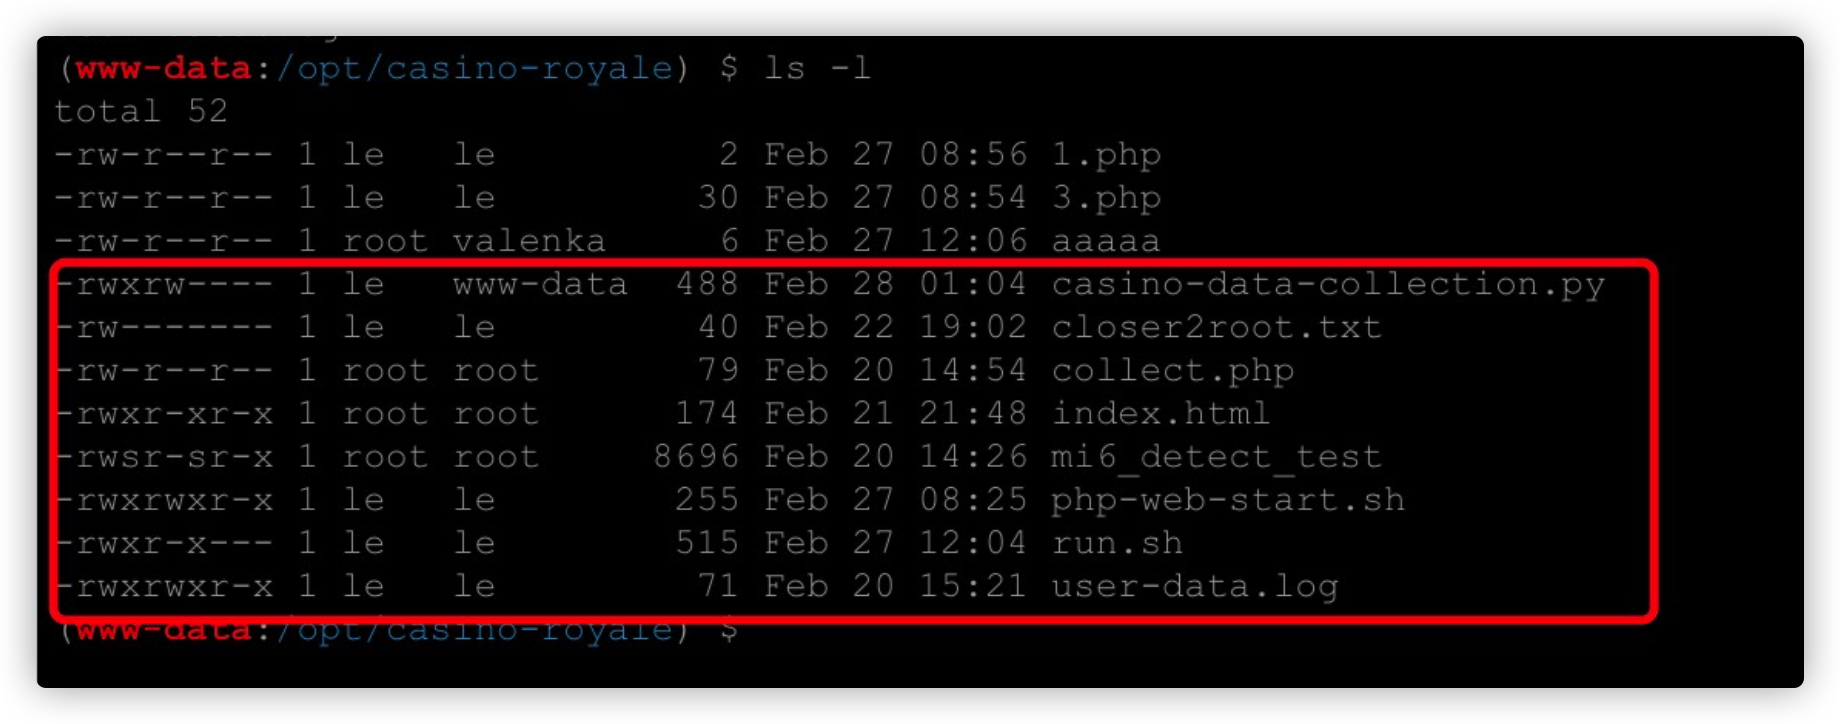 (www-data:/opt/casino-royale) $ ls -l
total 52
-rw-r--r-- 1 le   le          2 Feb 27 08:56 1.php
-rw-r--r-- 1 le   le         30 Feb 27 08:54 3.php
-rw-r--r-- 1 root valenka     6 Feb 27 12:06 aaaaa
-rwxrw---- 1 le   www-data  488 Feb 28 01:04 casino-data-collection.py
-rw------- 1 le   le         40 Feb 22 19:02 closer2root.txt
-rw-r--r-- 1 root root       79 Feb 20 14:54 collect.php
-rwxr-xr-x 1 root root      174 Feb 21 21:48 index.html
-rwsr-sr-x 1 root root     8696 Feb 20 14:26 mi6_detect_test
-rwxrwxr-x 1 le   le        255 Feb 27 08:25 php-web-start.sh
-rwxr-x--- 1 le   le        515 Feb 27 12:04 run.sh
-rwxrwxr-x 1 le   le         71 Feb 20 15:21 user-data.log
(www-data:/opt/casino-royale) $